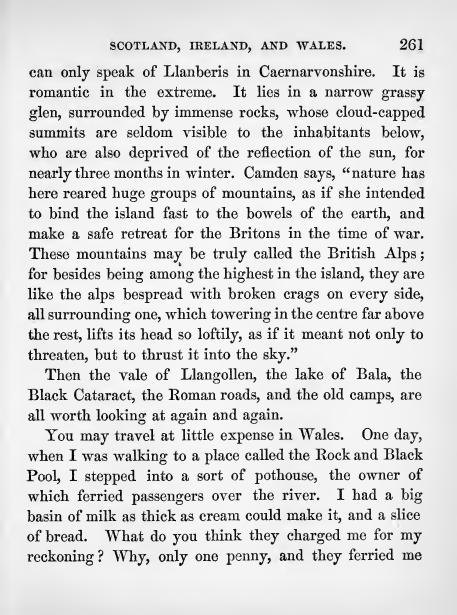 SCOTLAND, IRELAND, AND WALES. 261
can only speak of Llanberis in Caernarvonshire. It is
romantic in the extreme. It lies in a narrow grassy
glen, surrounded by immense rocks, whose cloud-capped
summits are seldom visible to the inhabitants below,
who are also deprived of the reflection of the sun, for
nearly three months in winter. Camden says, “nature has
here reared huge groups of mountains, as if she intended
to bind the island fast to the bowels of the earth, and
make a safe retreat for the Britons in the time of war.
These mountains may be truly called the British Alps;
for besides being among the highest in the island, they are
like the alps bespread with broken crags on every side,
all surrounding one, which towering in the centre far above
the rest, lifts its head so loftily, as if it meant not only to
threaten, but to thrust it into the sky.”
Then the vale of Llangollen, the lake of Bala, the
Black Cataract, the Roman roads, and the old camps, are
all worth looking at again and again.
You may travel at little expense in Wales. One day,
when I was walking to a place called the Rock and Black
Pool, I stepped into a sort of pothouse, the owner of
which ferried passengers over the river. I had a big
basin of milk as thick as cream could make it, and a slice
of bread. What do you think they charged me for my
reckoning? Why, only one penny, and they ferried me